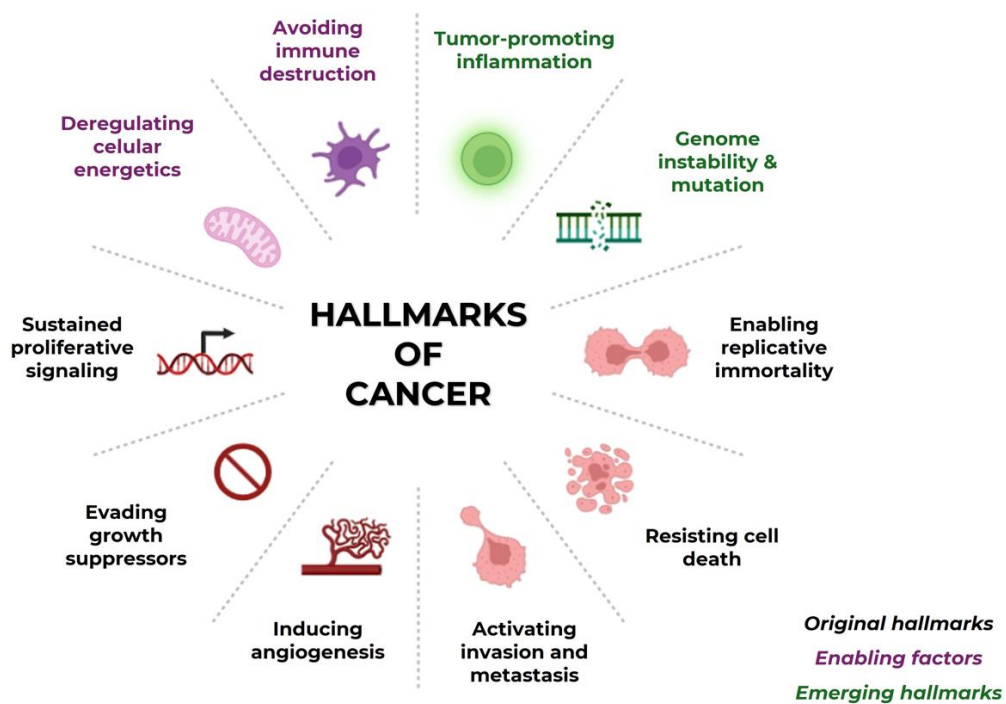 Avoiding
immune
destruction
Tumor-promoting
inflammation
Deregulating
celular
energetics
Genome
instability &
mutation
HALLMARKS
OF
CANCER
Sustained
proliferative
signaling
Enabling
replicative
immortality
Evading
growth
suppressors
Resisting cell
death
Inducing
angiogenesis
Activating
invasion and
metastasis
Original hallmarks
Enabling factors
Emerging hallmarks